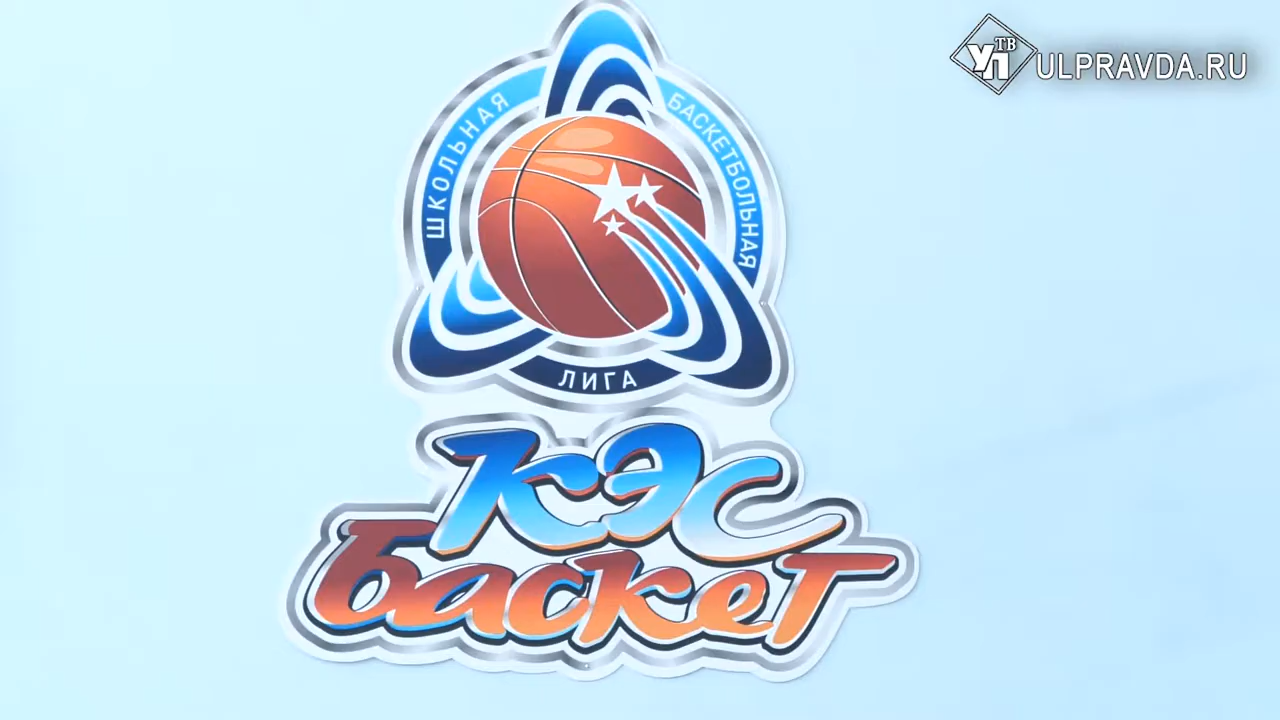 УП ТВ
ULPRAVDA.RU
ШКОЛЬНАЯ
БАСКЕТБОЛЬНАЯ
ЛИГА
КЭС
Баскет